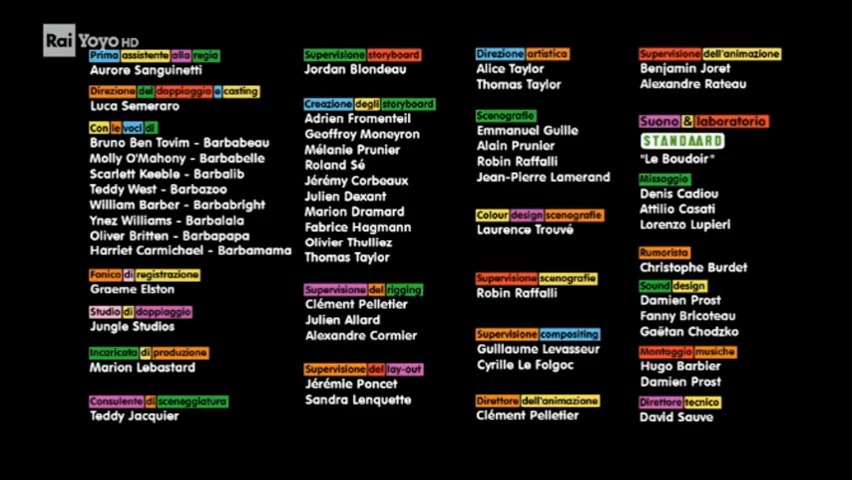 Rai Yoyo HD
Prima assistente alla regia
Aurore Sanguinetti
Direzione del doppiaggio e casting
Luca Semeraro
Con le voci di
Bruno Ben Tovim - Barbabeau
Molly O'Mahony - Barbabelle
Scarlett Keeble - Barbalib
Teddy West - Barbazoo
William Barber - Barbabright
Ynez Williams - Barbalala
Oliver Britten - Barbapapa
Harriet Carmichael - Barbamama
Fonico di registrazione
Graeme Elston
Studio di doppiaggio
Jungle Studios
Incaricata di produzione
Marion Lebastard
Consulente di sceneggiatura
Teddy Jacquier
Supervisione storyboard
Jordan Blondeau
Creazione degli storyboard
Adrien Fromenteil
Geoffroy Moneyron
Mélanie Prunier
Roland Sé
Jérémy Corbeaux
Julien Dexant
Marion Dramard
Fabrice Hagmann
Olivier Thulliez
Thomas Taylor
Supervisione del rigging
Clément Pelletier
Julien Allard
Alexandre Cormier
Supervisione del lay-out
Jérémie Poncet
Sandra Lenquette
Direzione artistica
Alice Taylor
Thomas Taylor
Scenografie
Emmanuel Guille
Alain Prunier
Robin Raffalli
Jean-Pierre Lamerand
Colour design scenografie
Laurence Trouvé
Supervisione scenografie
Robin Raffalli
Supervisione compositing
Guillaume Levasseur
Cyrille Le Folgoc
Direttore dell'animazione
Clément Pelletier
Supervisione dell'animazione
Benjamin Joret
Alexandre Rateau
Suono & laboratorio
STANDAARD
"Le Boudoir"
Missaggio
Denis Cadiou
Attilio Casati
Lorenzo Lupieri
Rumorista
Christophe Burdet
Sound design
Damien Prost
Fanny Bricoteau
Gaëtan Chodzko
Montaggio musiche
Hugo Barbier
Damien Prost
Direttore tecnico
David Sauve